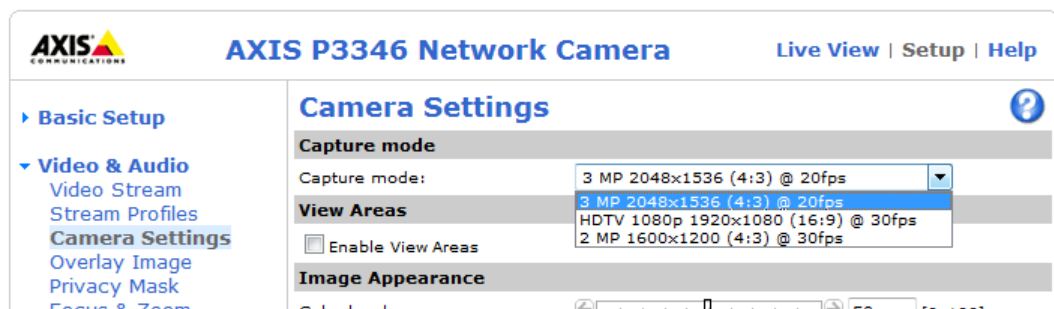 AXIS
COMMUNICATIONS
AXIS P3346 Network Camera
Live View | Setup | Help
Basic Setup
Video & Audio
Video Stream
Stream Profiles
Camera Settings
Overlay Image
Privacy Mask
Focus & Zoom
Camera Settings
?
Capture mode
Capture mode:
3 MP 2048x1536 (4:3) @ 20fps
3 MP 2048x1536 (4:3) @ 20fps
HDTV 1080p 1920x1080 (16:9) @ 30fps
2 MP 1600x1200 (4:3) @ 30fps
View Areas
Enable View Areas
Image Appearance